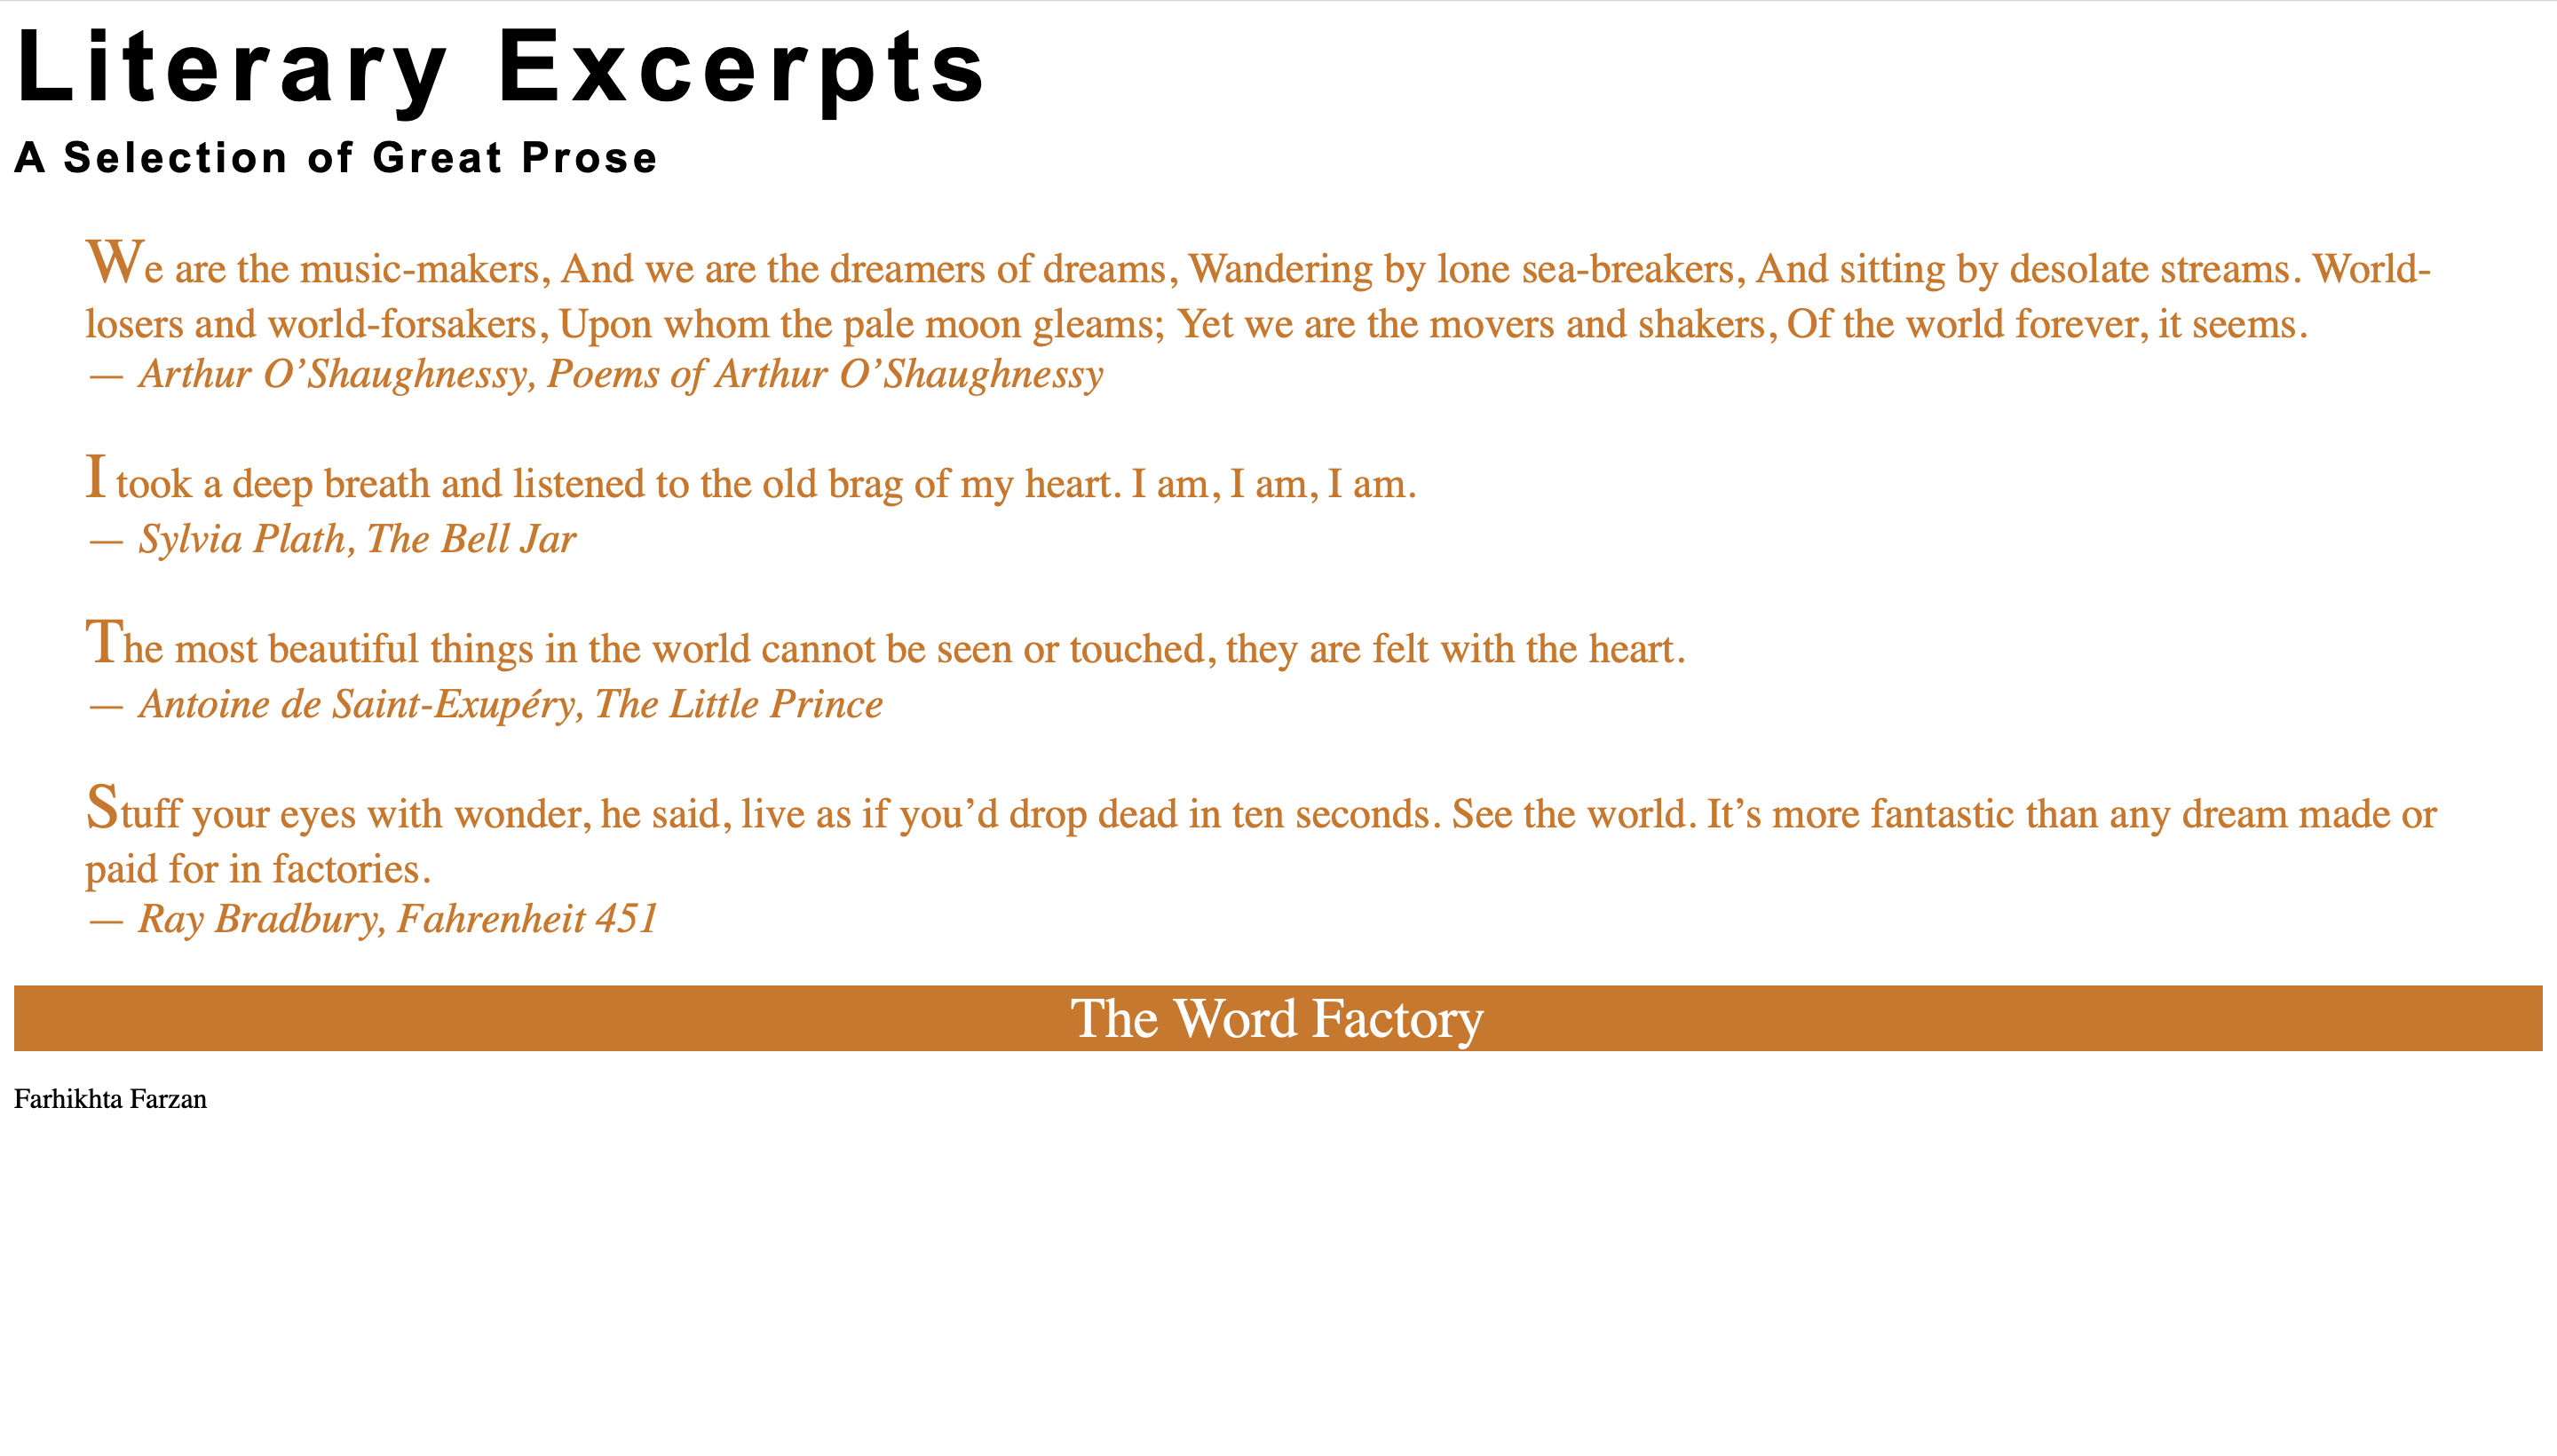 Literary Excerpts
A Selection of Great Prose
We are the music-makers, And we are the dreamers of dreams, Wandering by lone sea-breakers, And sitting by desolate streams. World-
losers and world-forsakers, Upon whom the pale moon gleams; Yet we are the movers and shakers, Of the world forever, it seems.
— Arthur O’Shaughnessy, Poems of Arthur O’Shaughnessy
I took a deep breath and listened to the old brag of my heart. I am, I am, I am.
— Sylvia Plath, The Bell Jar
The most beautiful things in the world cannot be seen or touched, they are felt with the heart.
— Antoine de Saint-Exupéry, The Little Prince
Stuff your eyes with wonder, he said, live as if you’d drop dead in ten seconds. See the world. It’s more fantastic than any dream made or
paid for in factories.
— Ray Bradbury, Fahrenheit 451
The Word Factory
Farhikhta Farzan